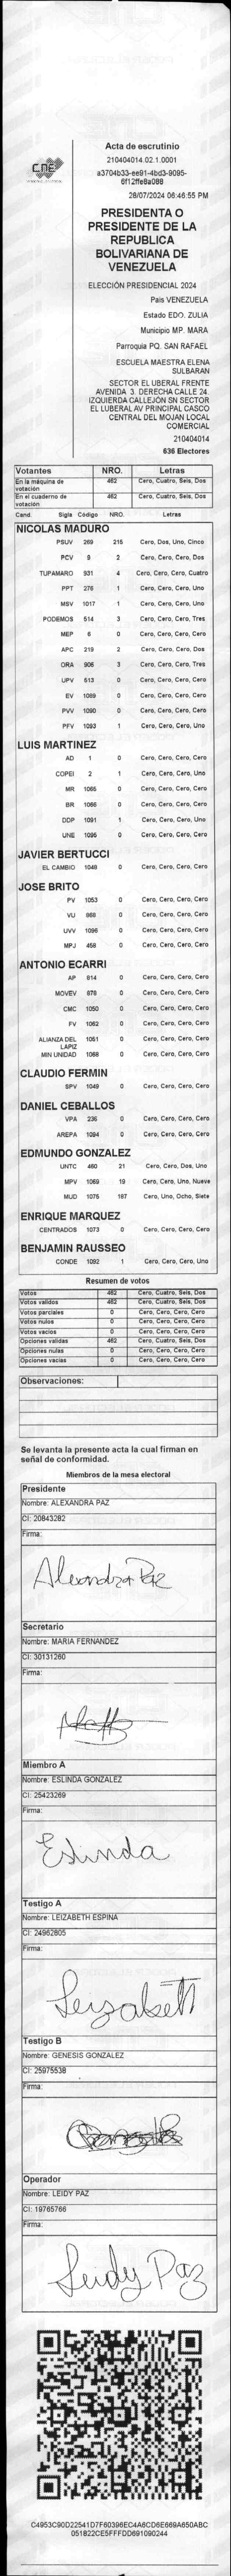 CNE
Acta de escrutinio
210404014.02.1.0001
a3704b33-ee91-4bd3-9095-
6f12ffe8a088
28/07/2024 06:46:55 PM
PRESIDENTA O
PRESIDENTE DE LA
REPUBLICA
BOLIVARIANA DE
VENEZUELA
ELECCIÓN PRESIDENCIAL 2024
Pais VENEZUELA
Estado EDO. ZULIA
Municipio MP. MARA
Parroquia PQ. SAN RAFAEL
ESCUELA MAESTRA ELENA
SULBARAN
SECTOR EL UBERAL FRENTE
AVENIDA 3. DERECHA CALLE 24.
IZQUIERDA CALLEJÓN SN SECTOR
EL LUBERAL AV PRINCIPAL CASCO
CENTRAL DEL MOJAN LOCAL
COMERCIAL
210404014
636 Electores
Votantes NRO. Letras
En la máquina de votación 462 Cero, Cuatro, Seis, Dos
En el cuaderno de votación 462 Cero, Cuatro, Seis, Dos
Cand. Sigla Código NRO. Letras
NICOLAS MADURO
PSUV 269 215 Cero, Dos, Uno, Cinco
PCV 9 2 Cero, Cero, Cero, Dos
TUPAMARO 931 4 Cero, Cero, Cero, Cuatro
PPT 276 1 Cero, Cero, Cero, Uno
MSV 1017 1 Cero, Cero, Cero, Uno
PODEMOS 514 3 Cero, Cero, Cero, Tres
MEP 6 0 Cero, Cero, Cero, Cero
APC 219 2 Cero, Cero, Cero, Dos
ORA 906 3 Cero, Cero, Cero, Tres
UPV 513 0 Cero, Cero, Cero, Cero
EV 1089 0 Cero, Cero, Cero, Cero
PVV 1090 0 Cero, Cero, Cero, Cero
PFV 1093 1 Cero, Cero, Cero, Uno
LUIS MARTINEZ
AD 1 0 Cero, Cero, Cero, Cero
COPEI 2 1 Cero, Cero, Cero, Uno
MR 1065 0 Cero, Cero, Cero, Cero
BR 1066 0 Cero, Cero, Cero, Cero
DDP 1091 1 Cero, Cero, Cero, Uno
UNE 1095 0 Cero, Cero, Cero, Cero
JAVIER BERTUCCI
EL CAMBIO 1048 0 Cero, Cero, Cero, Cero
JOSE BRITO
PV 1053 0 Cero, Cero, Cero, Cero
VU 868 0 Cero, Cero, Cero, Cero
UVV 1096 0 Cero, Cero, Cero, Cero
MPJ 458 0 Cero, Cero, Cero, Cero
ANTONIO ECARRI
AP 814 0 Cero, Cero, Cero, Cero
MOVEV 878 0 Cero, Cero, Cero, Cero
CMC 1050 0 Cero, Cero, Cero, Cero
FV 1062 0 Cero, Cero, Cero, Cero
ALIANZA DEL LAPIZ 1051 0 Cero, Cero, Cero, Cero
MIN UNIDAD 1068 0 Cero, Cero, Cero, Cero
CLAUDIO FERMIN
SPV 1049 0 Cero, Cero, Cero, Cero
DANIEL CEBALLOS
VPA 236 0 Cero, Cero, Cero, Cero
AREPA 1094 0 Cero, Cero, Cero, Cero
EDMUNDO GONZALEZ
UNTC 460 21 Cero, Cero, Dos, Uno
MPV 1069 19 Cero, Cero, Uno, Nueve
MUD 1075 187 Cero, Uno, Ocho, Siete
ENRIQUE MARQUEZ
CENTRADOS 1073 0 Cero, Cero, Cero, Cero
BENJAMIN RAUSSEO
CONDE 1092 1 Cero, Cero, Cero, Uno
Resumen de votos
Votos 462 Cero, Cuatro, Seis, Dos
Votos validos 462 Cero, Cuatro, Seis, Dos
Votos parciales 0 Cero, Cero, Cero, Cero
Votos nulos 0 Cero, Cero, Cero, Cero
Votos vacios 0 Cero, Cero, Cero, Cero
Opciones validas 462 Cero, Cuatro, Seis, Dos
Opciones nulas 0 Cero, Cero, Cero, Cero
Opciones vacias 0 Cero, Cero, Cero, Cero
Observaciones:
Se levanta la presente acta la cual firman en
señal de conformidad.
Miembros de la mesa electoral
Presidente
Nombre: ALEXANDRA PAZ
CI: 20843282
Firma:
Alexandra Paz
Secretario
Nombre: MARIA FERNANDEZ
CI: 30131260
Firma:
Miembro A
Nombre: ESLINDA GONZALEZ
CI: 25423269
Firma:
Eslinda
Testigo A
Nombre: LEIZABETH ESPINA
CI: 24962805
Firma:
Leizabeth
Testigo B
Nombre: GENESIS GONZALEZ
CI: 25975538
Firma:
Operador
Nombre: LEIDY PAZ
CI: 19765766
Firma:
Leidy Paz
C4953C90D22541D7F60396EC4A6CD6E669A650ABC
051822CE5FFFDD691090244